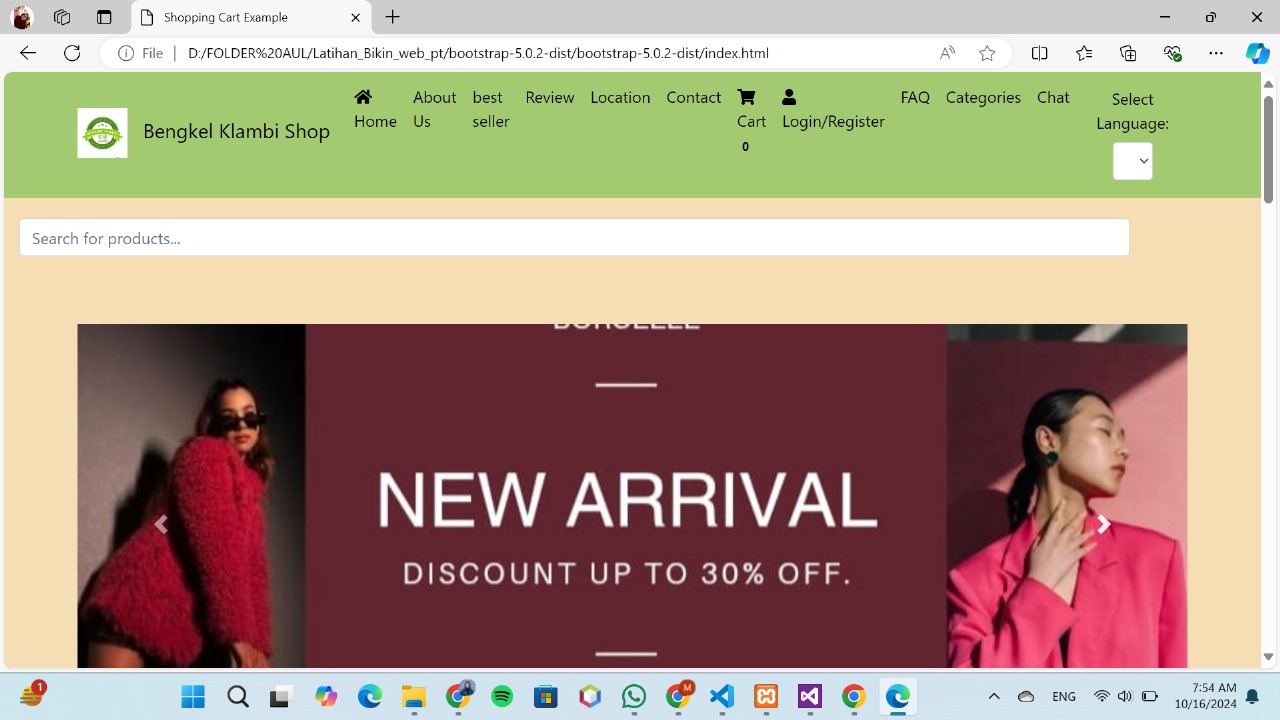 Shopping Cart Example
File
D:/FOLDER%20AUL/Latihan_Bikin_web_pt/bootstrap-5.0.2-dist/bootstrap-5.0.2-dist/index.html
Bengkel Klambi Shop
Home
About
Us
best
seller
Review
Location
Contact
Cart
0
Login/Register
FAQ
Categories
Chat
Select
Language:
Search for products...
NEW ARRIVAL
DISCOUNT UP TO 30% OFF.
1
M
ENG
7:54 AM
10/16/2024